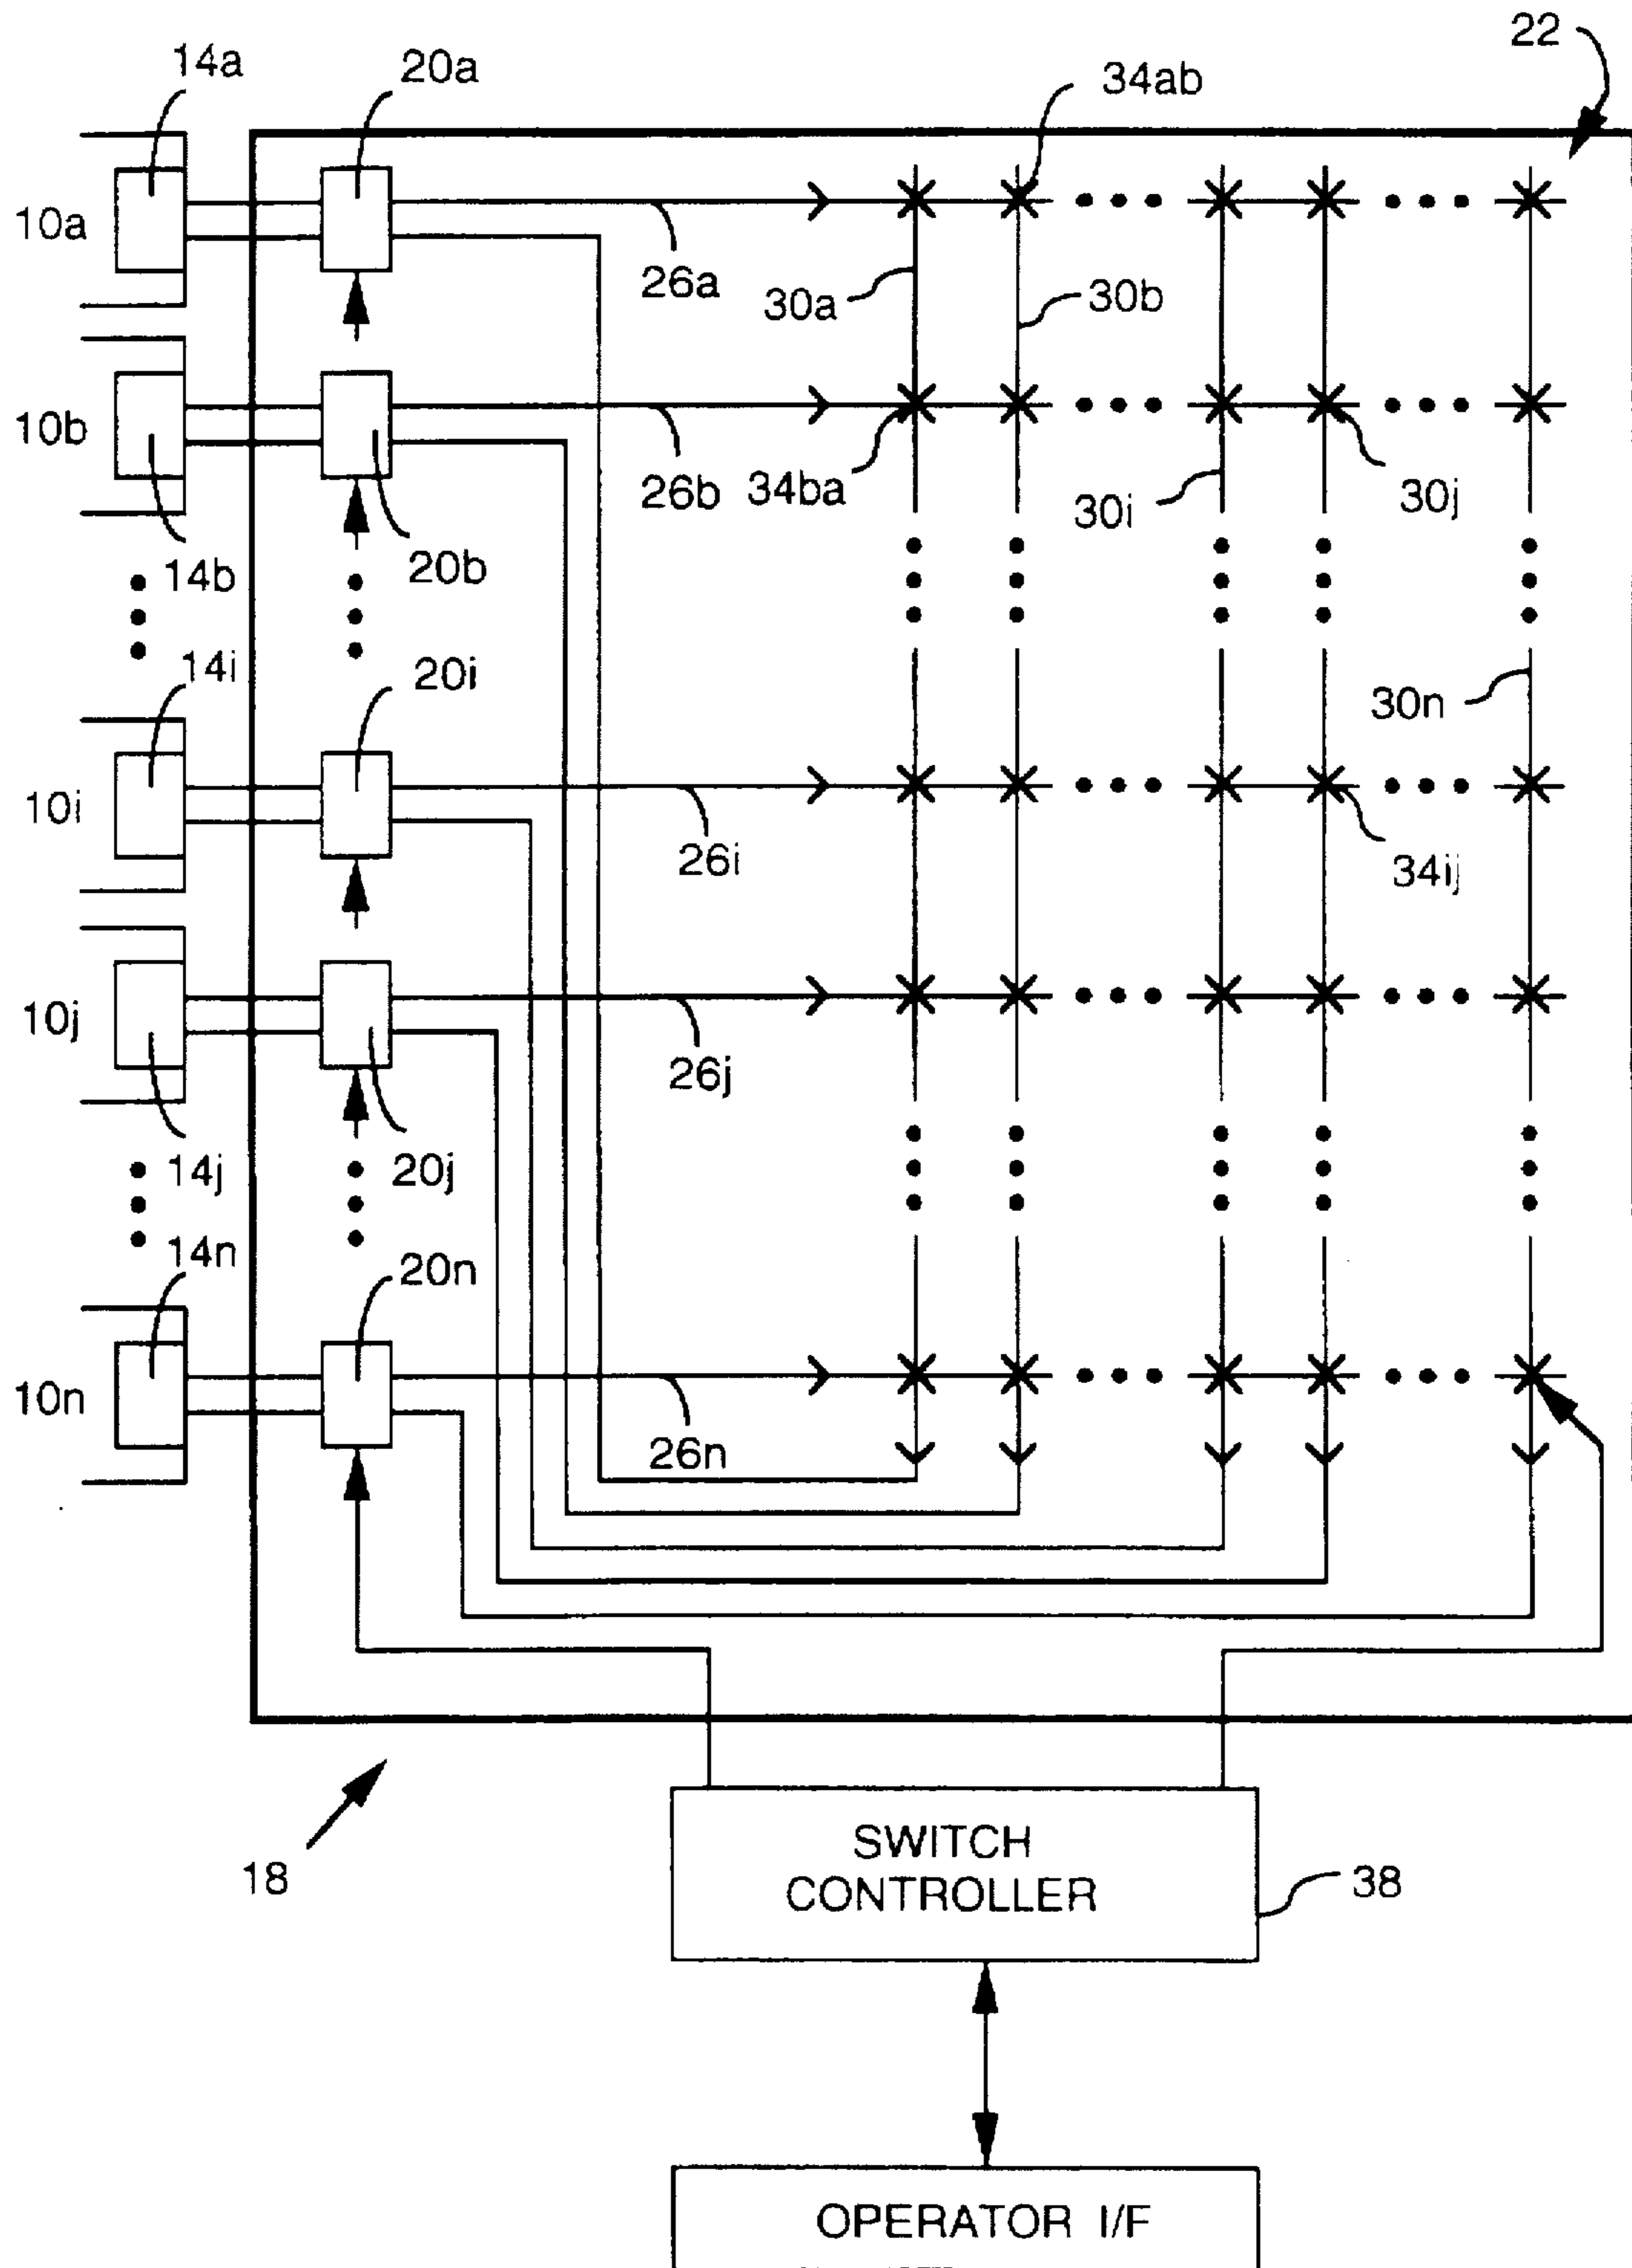 22
14a
20a
34ab
10a
26a
30a
30b
10b
26b
34ba
30i
30j
14b
20b
14i
20i
30n
10i
26i
34ij
10j
26j
14j
20j
14n
20n
10n
26n
18
SWITCH
CONTROLLER
38
OPERATOR I/F